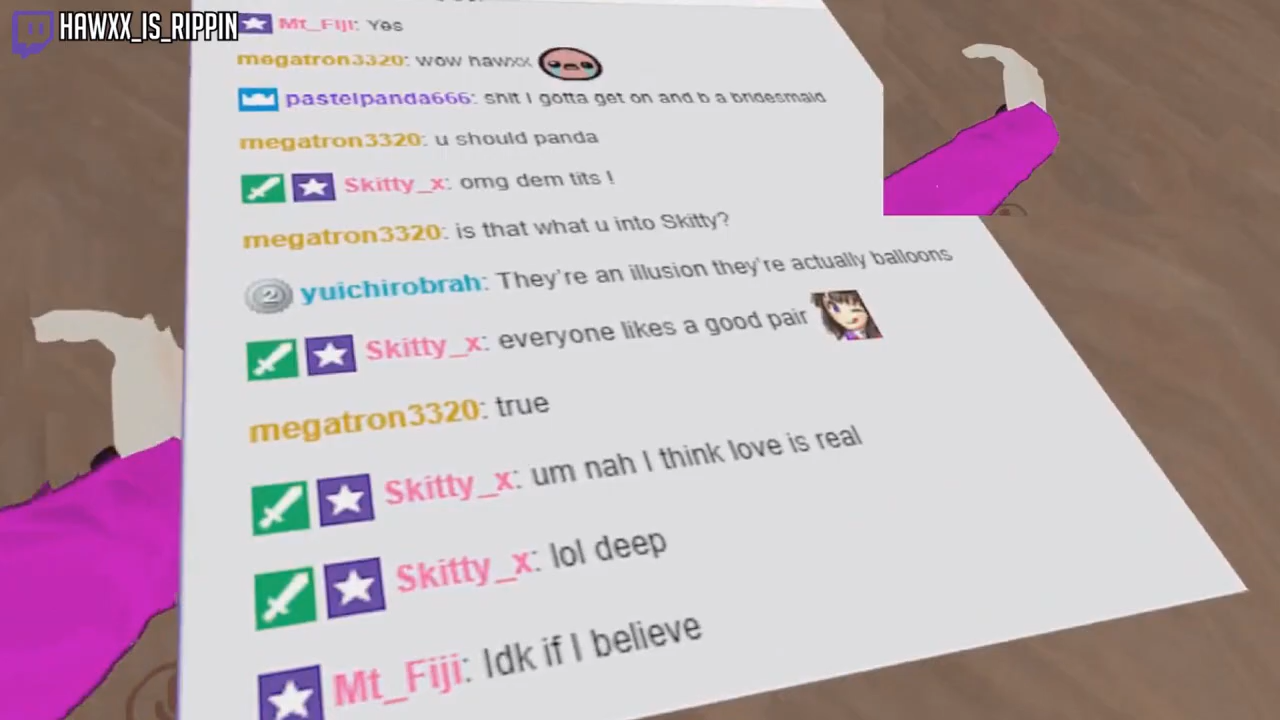 HAWXX_IS_RIPPIN
Mt_Fiji: Yes
megatron3320: wow hawxx
pastelpanda666: shit I gotta get on and b a bridesmaid
megatron3320: u should panda
Skitty_x: omg dem tits !
megatron3320: is that what u into Skitty?
2 yuichirobrah: They're an illusion they're actually balloons
Skitty_x: everyone likes a good pair
megatron3320: true
Skitty_x: um nah I think love is real
Skitty_x: lol deep
Mt_Fiji: Idk if I believe